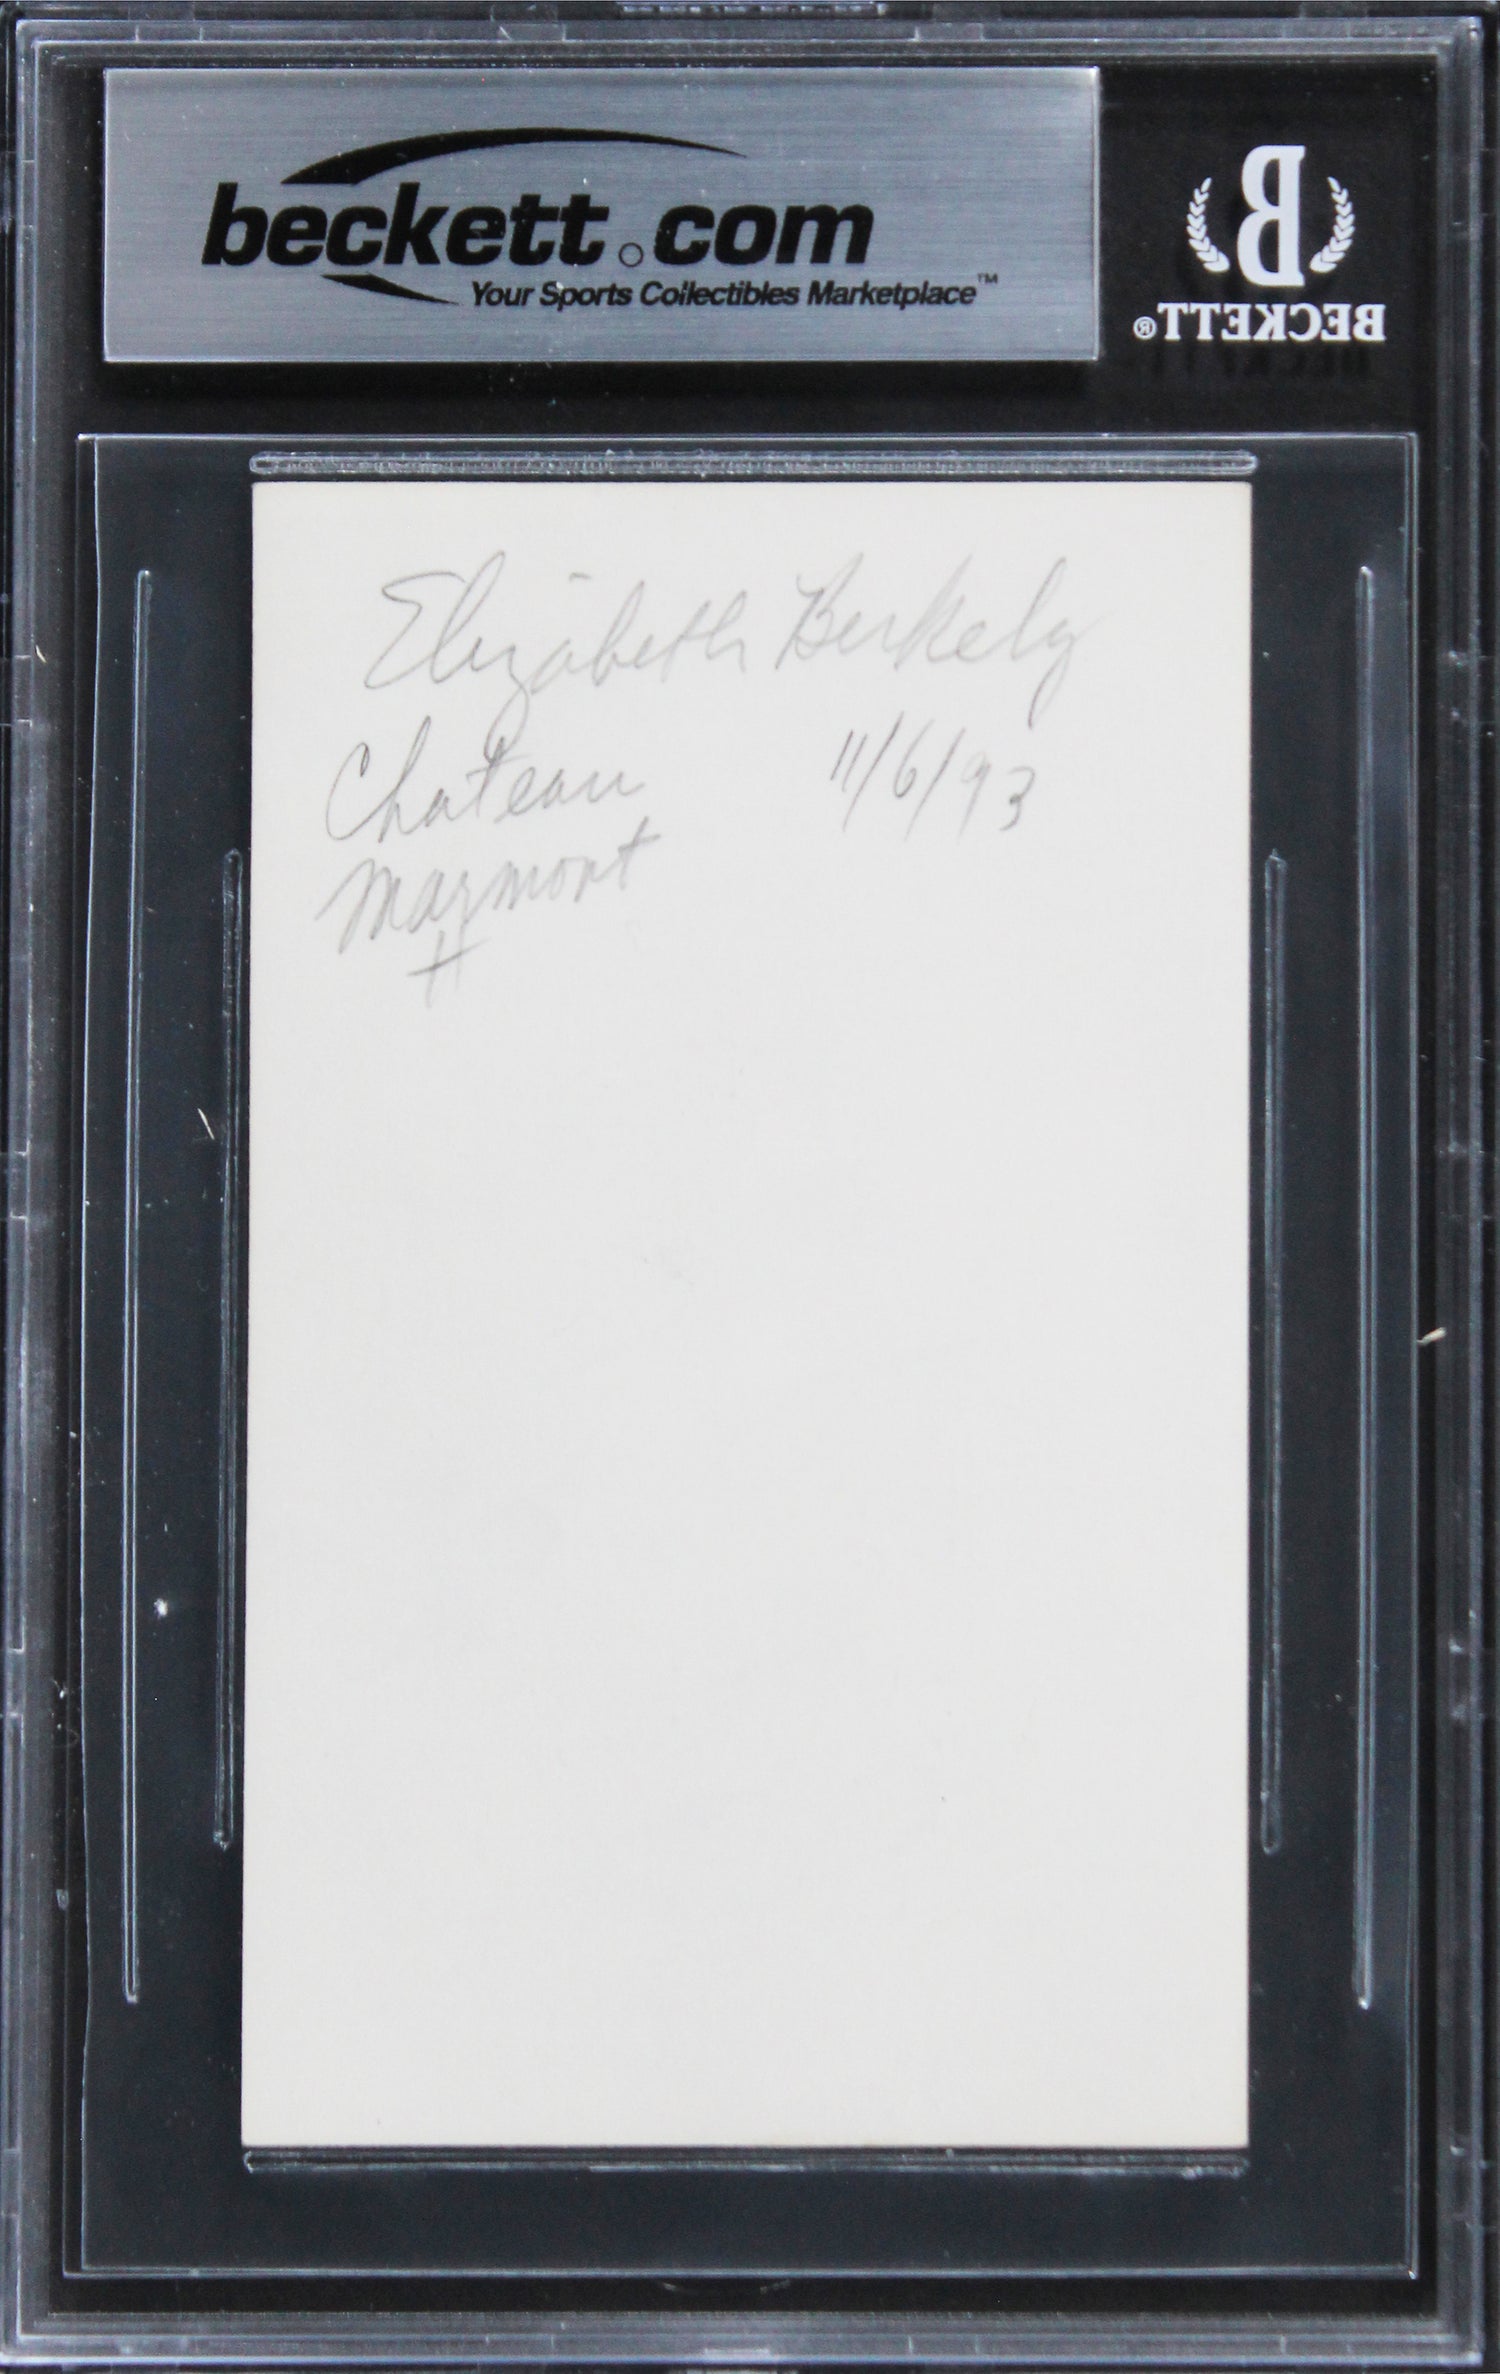 beckett.com
Your Sports Collectibles Marketplace™
B
BECKETT®
Elizabeth Berkely
Chateau 11/6/93
Marmont
H